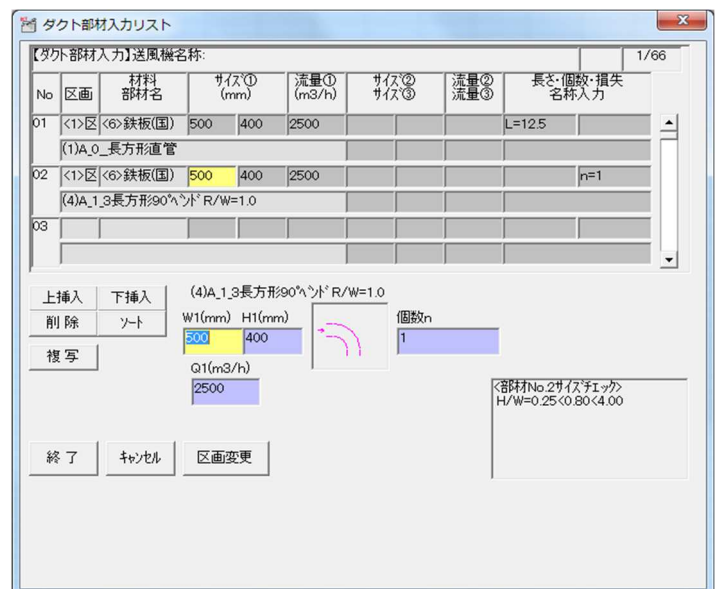 ダクト部材入力リスト
【ダクト部材入力】送風機名称: 1/66
No 区画 材料 部材名 サイズ① (mm) 流量① (m3/h) サイズ② サイズ③ 流量② 流量③ 長さ・個数・損失 名称入力
01 <1>区 <6>鉄板(国) 500 400 2500 L=12.5
(1)A_0_長方形直管
02 <1>区 <6>鉄板(国) 500 400 2500 n=1
(4)A_1_3長方形90°ベンド R/W=1.0
03
上挿入 下挿入 (4)A_1_3長方形90°ベンド R/W=1.0
削 除 ソート W1(mm) H1(mm) 個数n
500 400 1
複 写
Q1(m3/h)
2500
<部材No.2サイズチェック>
H/W=0.25<0.80<4.00
終 了 キャンセル 区画変更